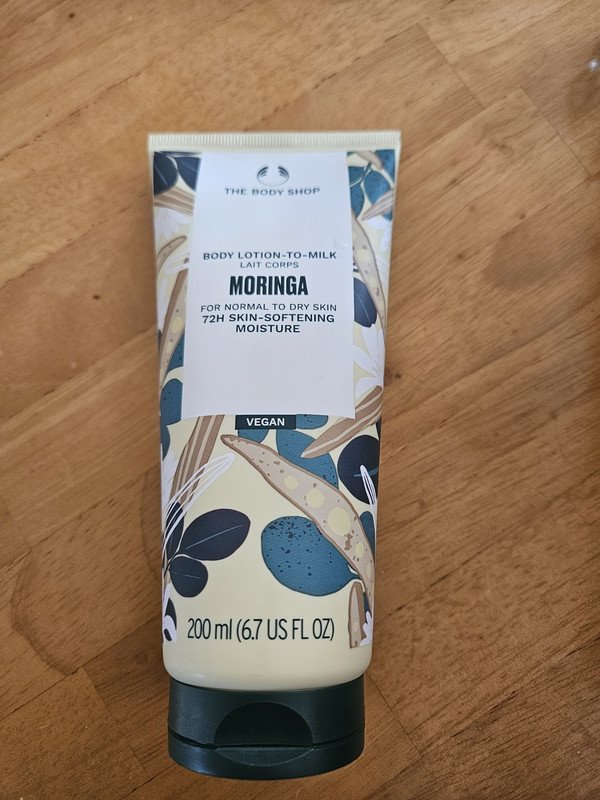 THE BODY SHOP
BODY LOTION-TO-MILK
LAIT CORPS
MORINGA
FOR NORMAL TO DRY SKIN
72H SKIN-SOFTENING
MOISTURE
VEGAN
200 ml (6.7 US FL OZ)